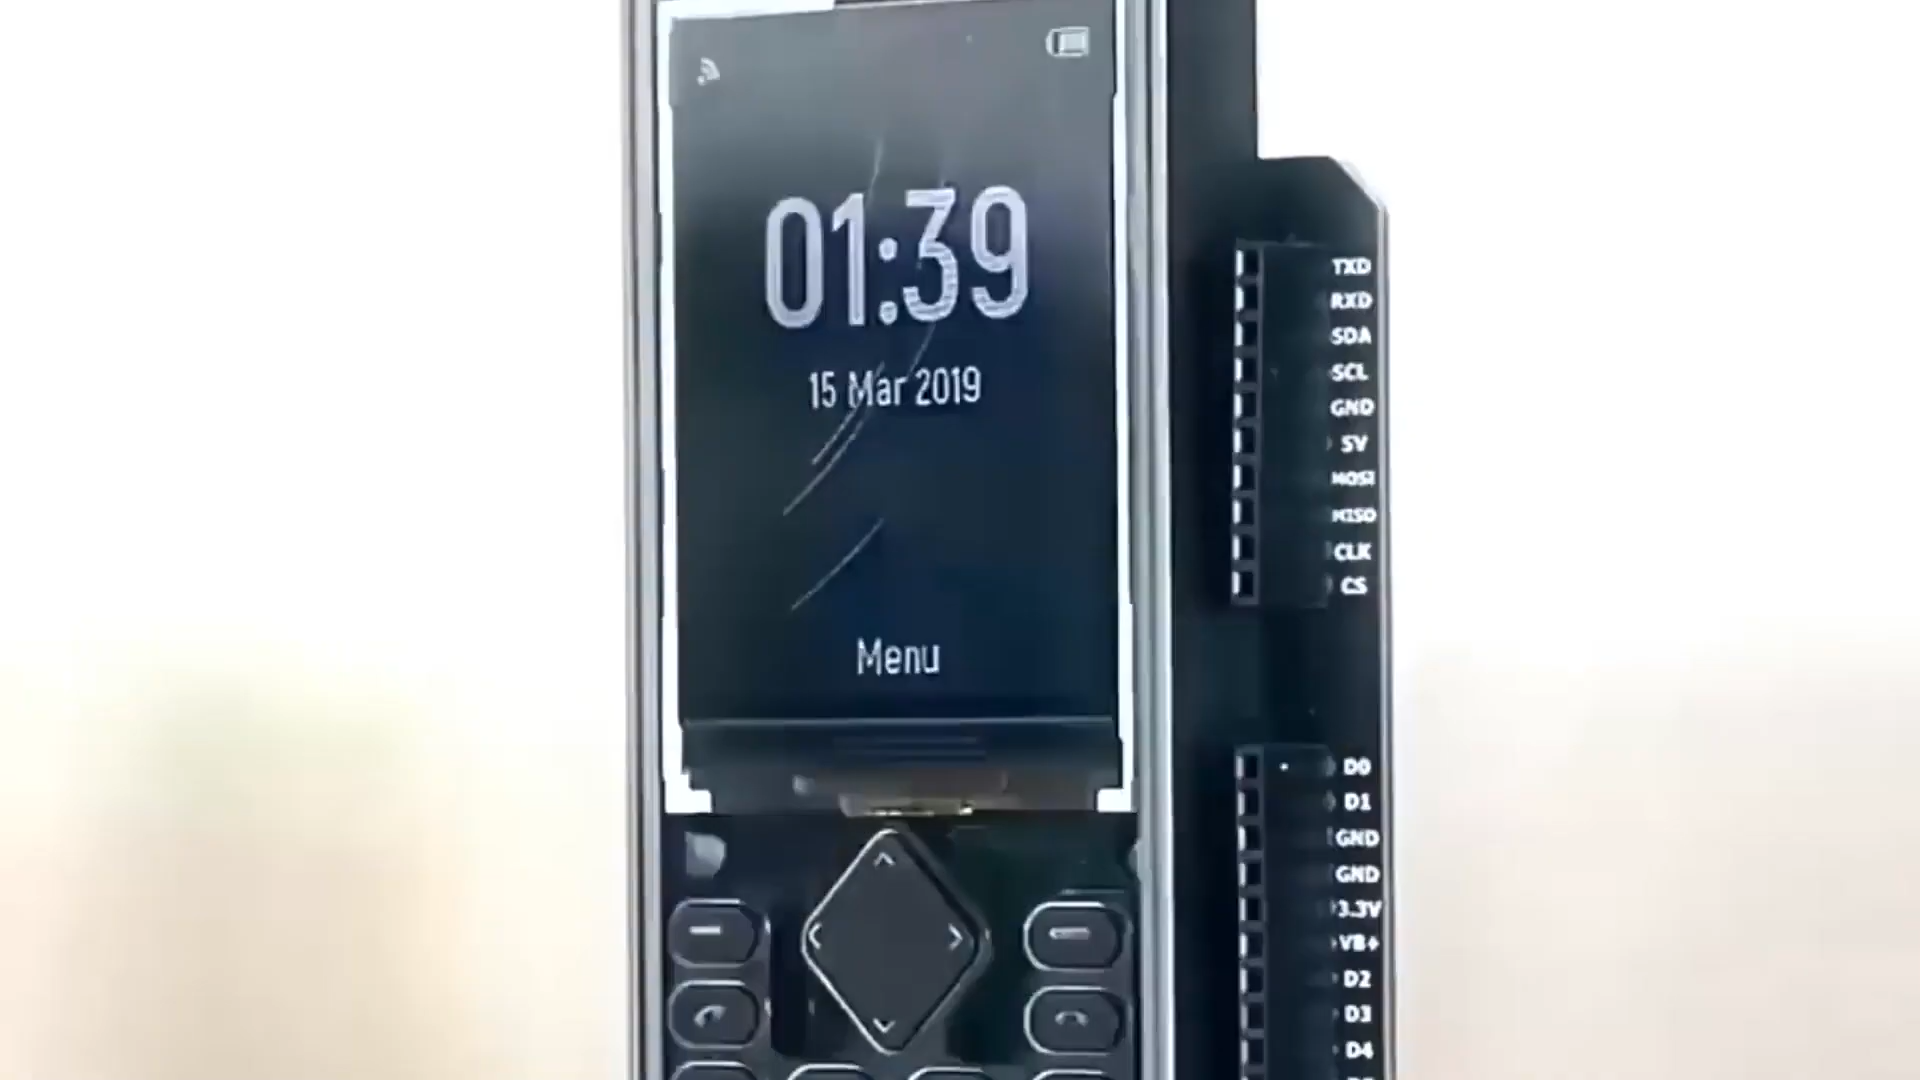 01:39
15 Mar 2019
Menu
TXD
RXD
SDA
SCL
GND
5V
MOSI
MISO
CLK
CS
D0
D1
GND
GND
3.3V
VB+
D2
D3
D4